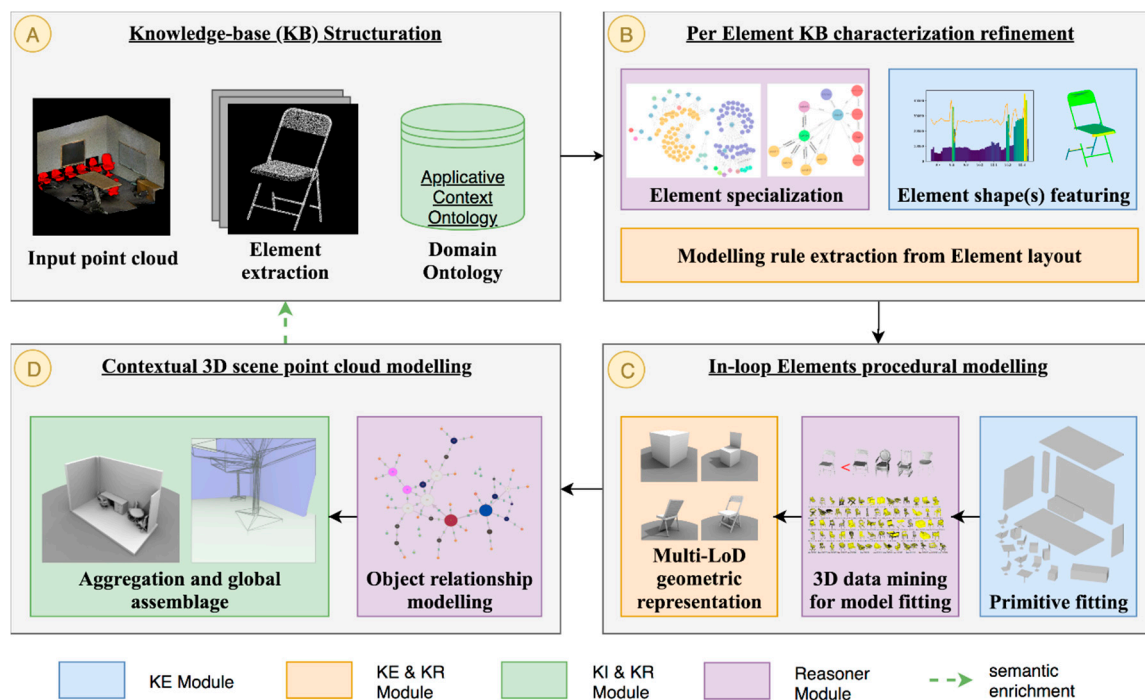 A
Knowledge-base (KB) Structuration
Input point cloud
Element
extraction
Applicative
Context
Ontology
Domain
Ontology
B
Per Element KB characterization refinement
Element specialization
Element shape(s) featuring
Modelling rule extraction from Element layout
D
Contextual 3D scene point cloud modelling
Aggregation and global
assemblage
Object relationship
modelling
C
In-loop Elements procedural modelling
<
Multi-LoD
geometric
representation
3D data mining
for model fitting
Primitive fitting
KE Module
KE & KR
Module
KI & KR
Module
Reasoner
Module
semantic
enrichment